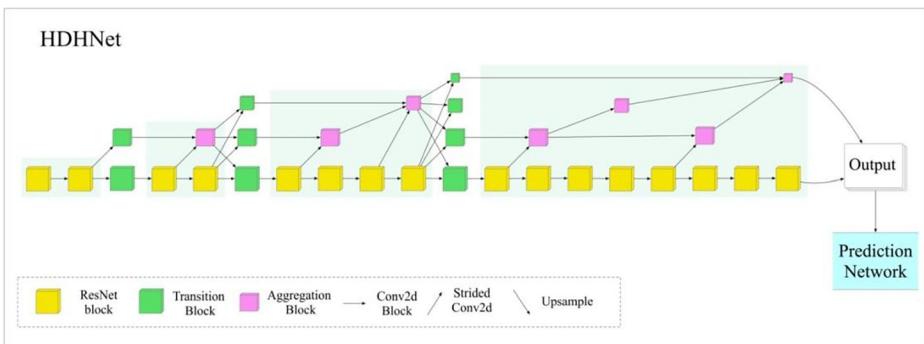 HDHNet
Output
Prediction
Network
ResNet
block
Transition
Block
Aggregation
Block
Conv2d
Block
Strided
Conv2d
Upsample